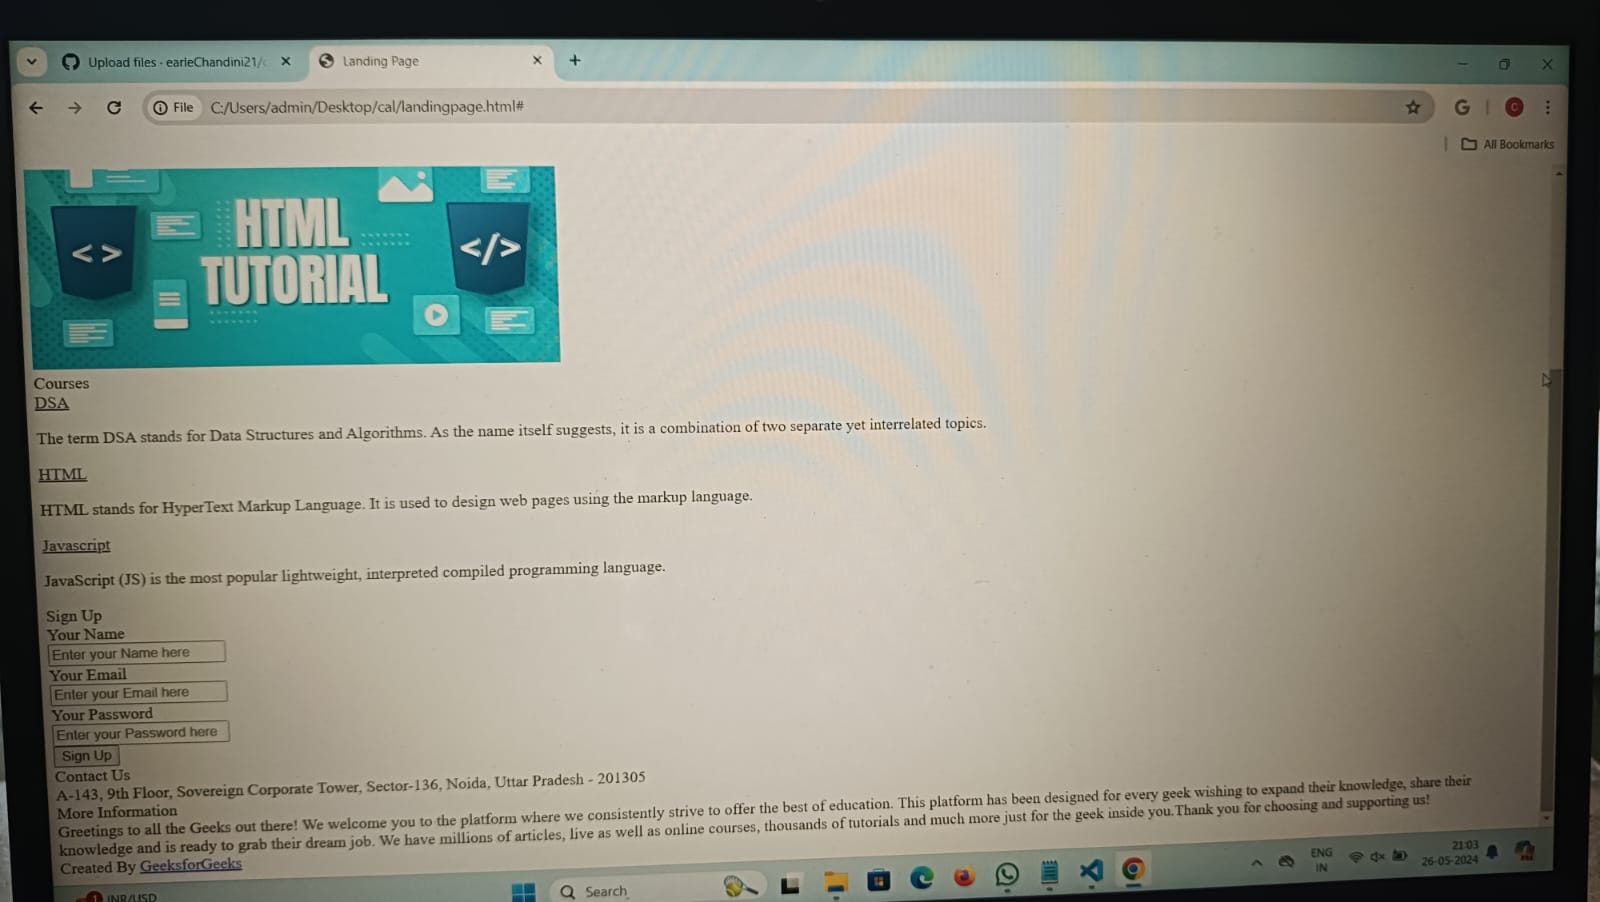 Upload files · earleChandini21/c
Landing Page
File
C:/Users/admin/Desktop/cal/landingpage.html#
G
C
All Bookmarks
HTML
TUTORIAL
< >
</>
Courses
DSA
The term DSA stands for Data Structures and Algorithms. As the name itself suggests, it is a combination of two separate yet interrelated topics.
HTML
HTML stands for HyperText Markup Language. It is used to design web pages using the markup language.
Javascript
JavaScript (JS) is the most popular lightweight, interpreted compiled programming language.
Sign Up
Your Name
Enter your Name here
Your Email
Enter your Email here
Your Password
Enter your Password here
Sign Up
Contact Us
A-143, 9th Floor, Sovereign Corporate Tower, Sector-136, Noida, Uttar Pradesh - 201305
More Information
Greetings to all the Geeks out there! We welcome you to the platform where we consistently strive to offer the best of education. This platform has been designed for every geek wishing to expand their knowledge, share their
knowledge and is ready to grab their dream job. We have millions of articles, live as well as online courses, thousands of tutorials and much more just for the geek inside you.Thank you for choosing and supporting us!
Created By GeeksforGeeks
1
INR/USD
Search
ENG
IN
21:03
26-05-2024